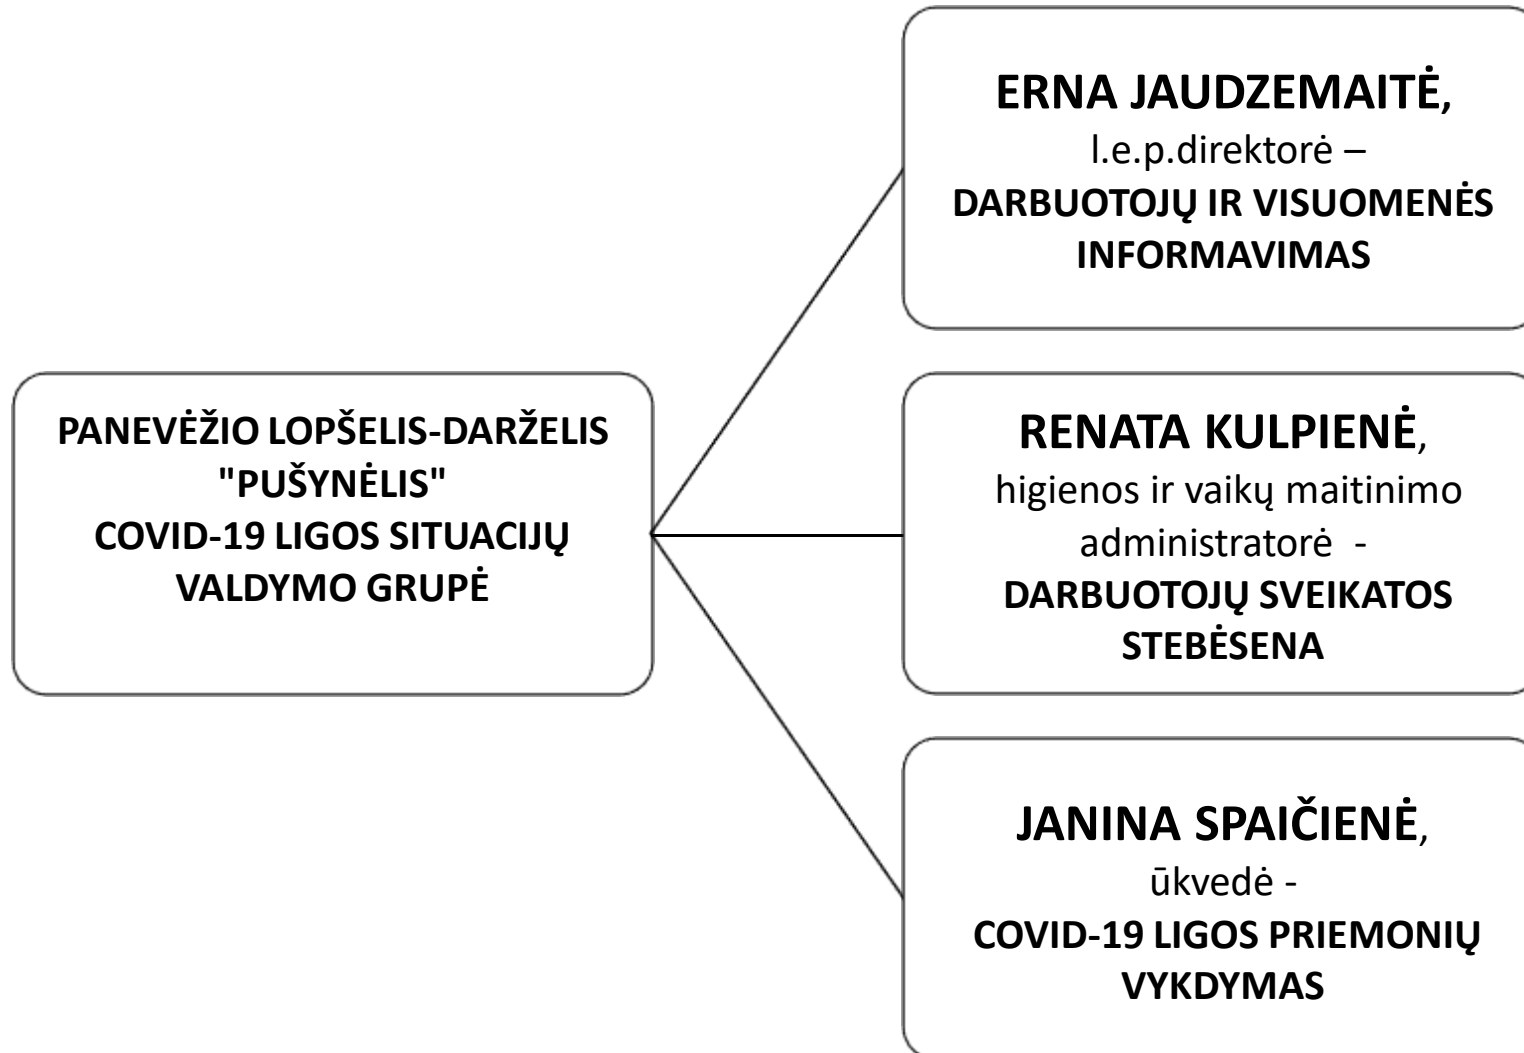 PANEVĖŽIO LOPŠELIS-DARŽELIS
"PUŠYNĖLIS"
COVID-19 LIGOS SITUACIJŲ
VALDYMO GRUPĖ
ERNA JAUDZEMAITĖ,
l.e.p.direktorė –
DARBUOTOJŲ IR VISUOMENĖS
INFORMAVIMAS
RENATA KULPIENĖ,
higienos ir vaikų maitinimo
administratorė -
DARBUOTOJŲ SVEIKATOS
STEBĖSENA
JANINA SPAIČIENĖ,
ūkvedė -
COVID-19 LIGOS PRIEMONIŲ
VYKDYMAS